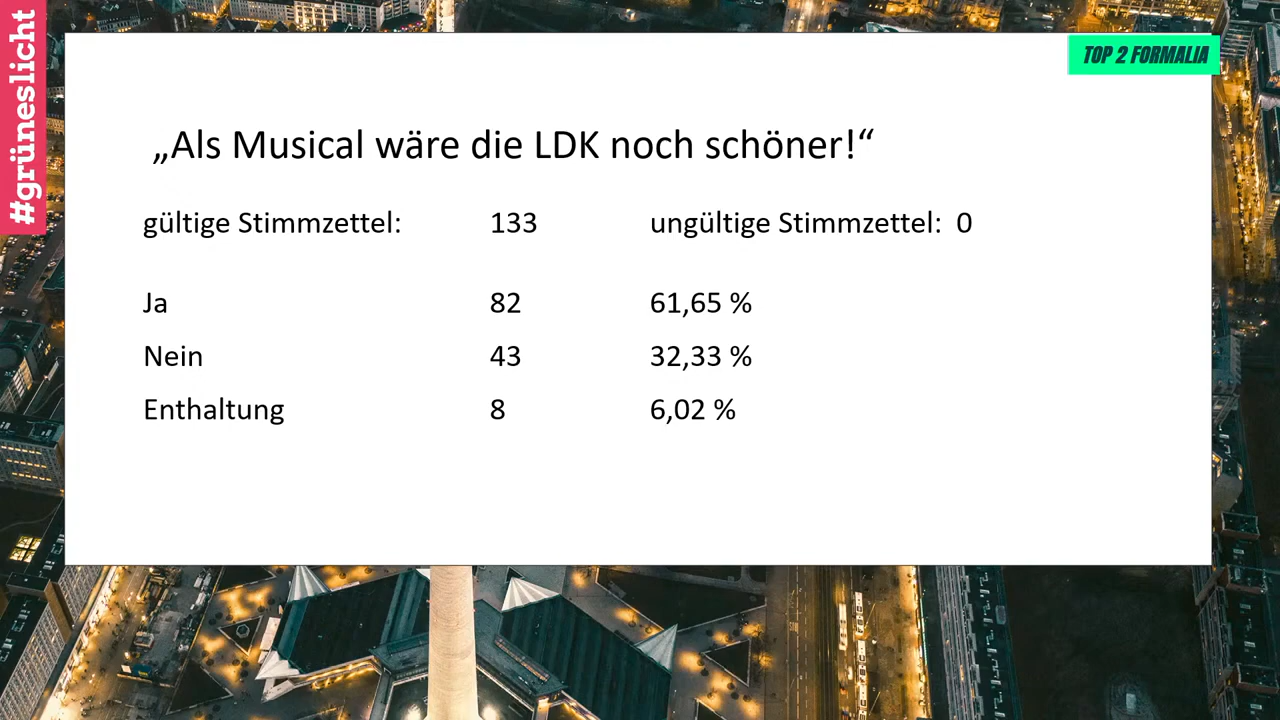 #grüneslicht
TOP 2 FORMALIA
„Als Musical wäre die LDK noch schöner!“
gültige Stimmzettel: 133 ungültige Stimmzettel: 0
Ja 82 61,65 %
Nein 43 32,33 %
Enthaltung 8 6,02 %